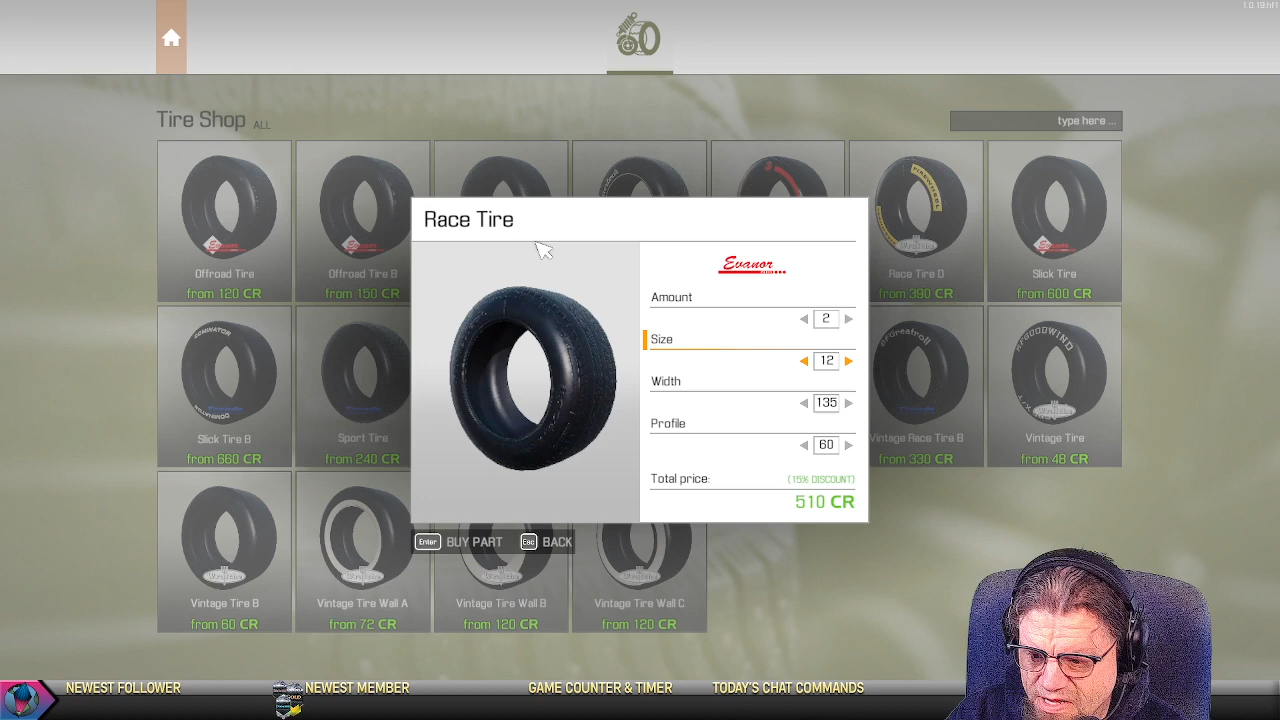 1.0.19.hf1
Tire Shop ALL
type here ...
Offroad Tire
from 120 CR
Offroad Tire B
from 150 CR
FIREWHEEL
Race Tire D
from 390 CR
Evanor
Slick Tire
from 600 CR
Race Tire
Evanor
Amount
2
Size
12
Width
135
Profile
60
Total price:
(15% DISCOUNT)
510 CR
Enter BUY PART
Esc BACK
DOMINATOR
DOMINATOR
Slick Tire B
from 660 CR
Sport Tire
from 240 CR
Vintage Race Tire B
from 330 CR
Vintage Tire
from 48 CR
Vintage Tire B
from 60 CR
Vintage Tire Wall A
from 72 CR
Vintage Tire Wall B
from 120 CR
Vintage Tire Wall C
from 120 CR
NEWEST FOLLOWER
NEWEST MEMBER
GAME COUNTER & TIMER
TODAY'S CHAT COMMANDS